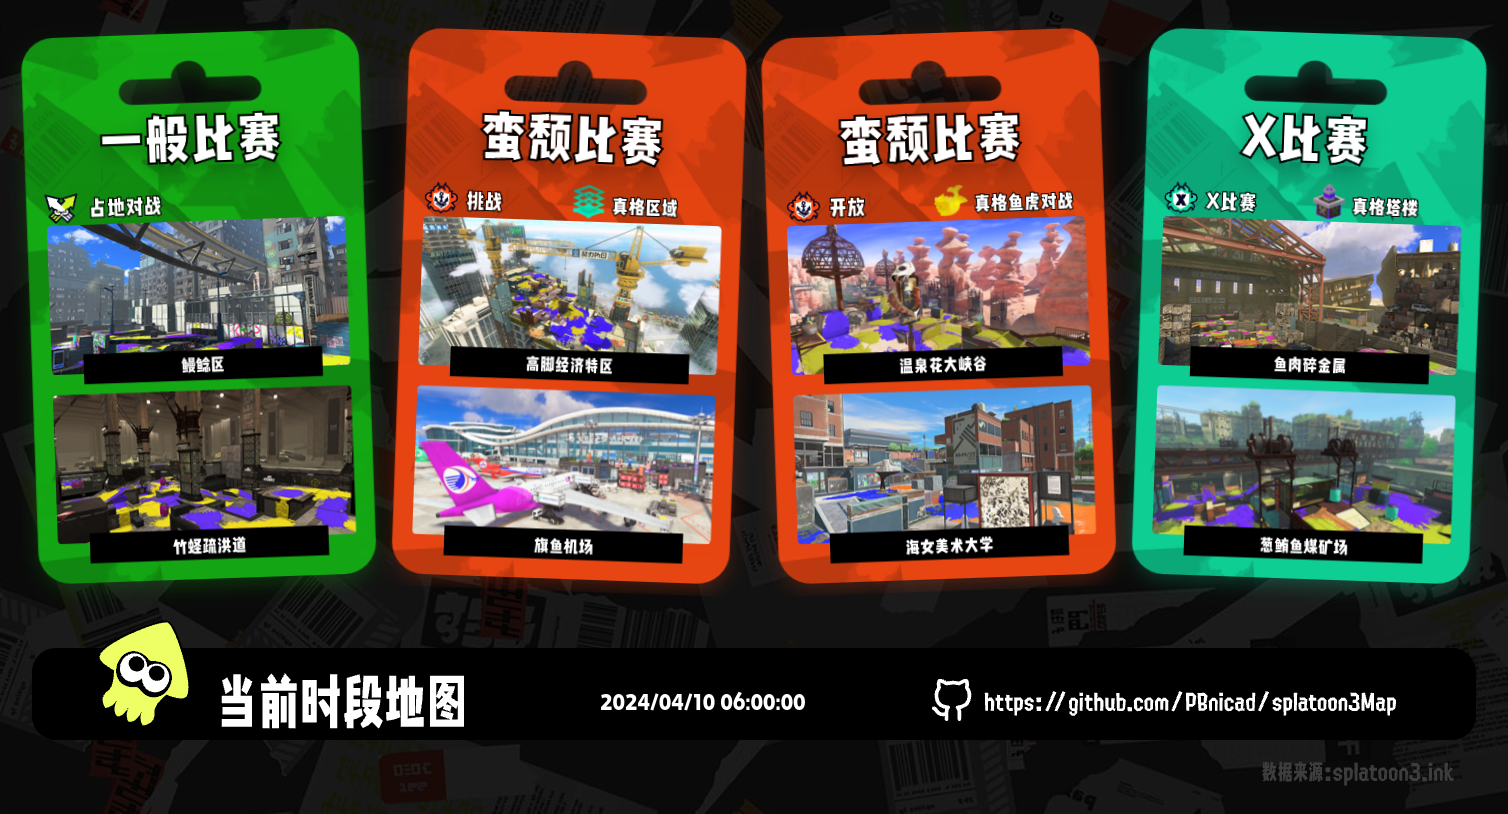 一般比赛
占地对战
鳗鲶区
竹蛏疏洪道
蛮颓比赛
挑战
真格区域
高脚经济特区
旗鱼机场
蛮颓比赛
开放
真格鱼虎对战
温泉花大峡谷
海女美术大学
X比赛
X比赛
真格塔楼
鱼肉碎金属
葱鲔鱼煤矿场
当前时段地图
2024/04/10 06:00:00
https://github.com/PBnicad/splatoon3Map
数据来源:splatoon3.ink